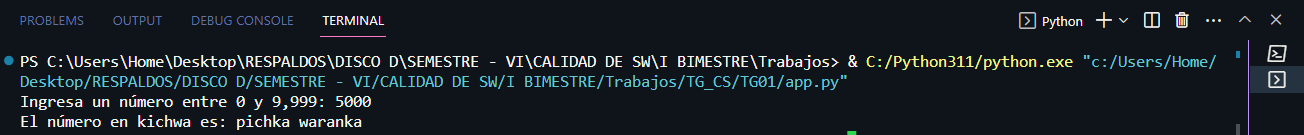 PROBLEMS OUTPUT DEBUG CONSOLE TERMINAL Python
PS C:\Users\Home\Desktop\RESPALDOS\DISCO D\SEMESTRE - VI\CALIDAD DE SW\I BIMESTRE\Trabajos> & C:/Python311/python.exe "c:/Users/Home/
Desktop/RESPALDOS/DISCO D/SEMESTRE - VI/CALIDAD DE SW/I BIMESTRE/Trabajos/TG_CS/TG01/app.py"
Ingresa un número entre 0 y 9,999: 5000
El número en kichwa es: pichka waranka